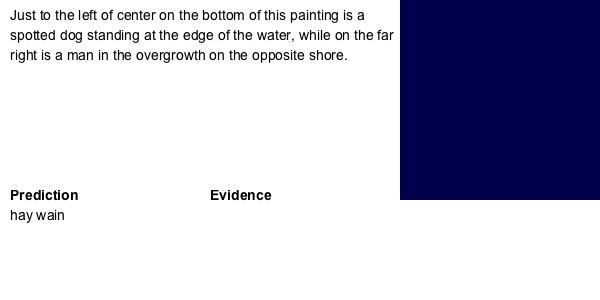 Just to the left of center on the bottom of this painting is a
spotted dog standing at the edge of the water, while on the far
right is a man in the overgrowth on the opposite shore.
Prediction Evidence
hay wain